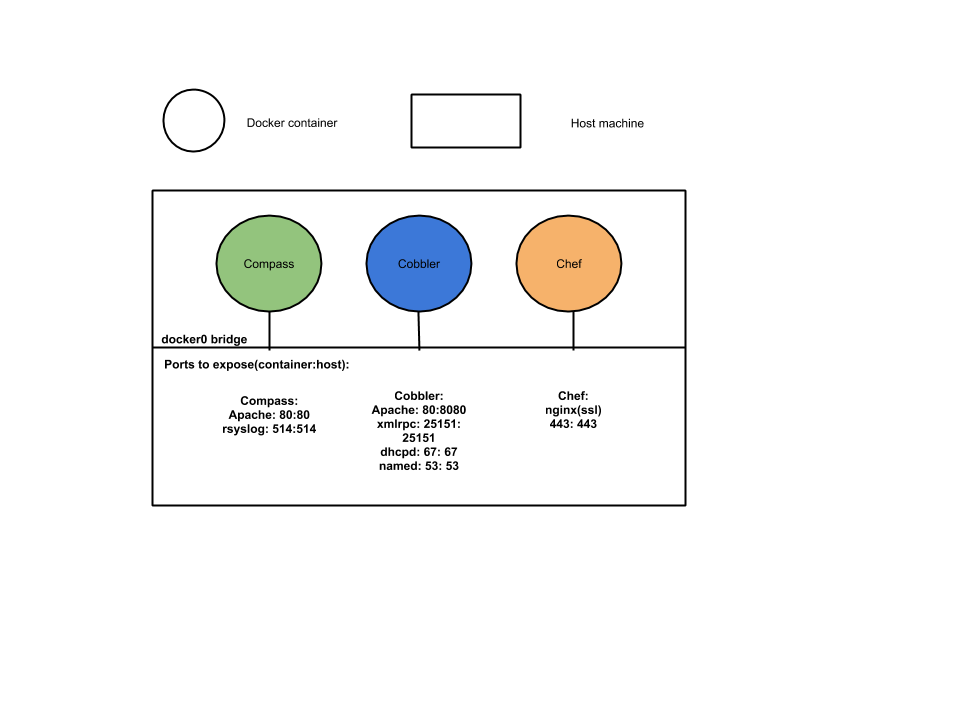 Docker container
Host machine
Compass
Cobbler
Chef
docker0 bridge
Ports to expose(container:host):
Compass:
Apache: 80:80
rsyslog: 514:514
Cobbler:
Apache: 80:8080
xmlrpc: 25151:
25151
dhcpd: 67: 67
named: 53: 53
Chef:
nginx(ssl)
443: 443